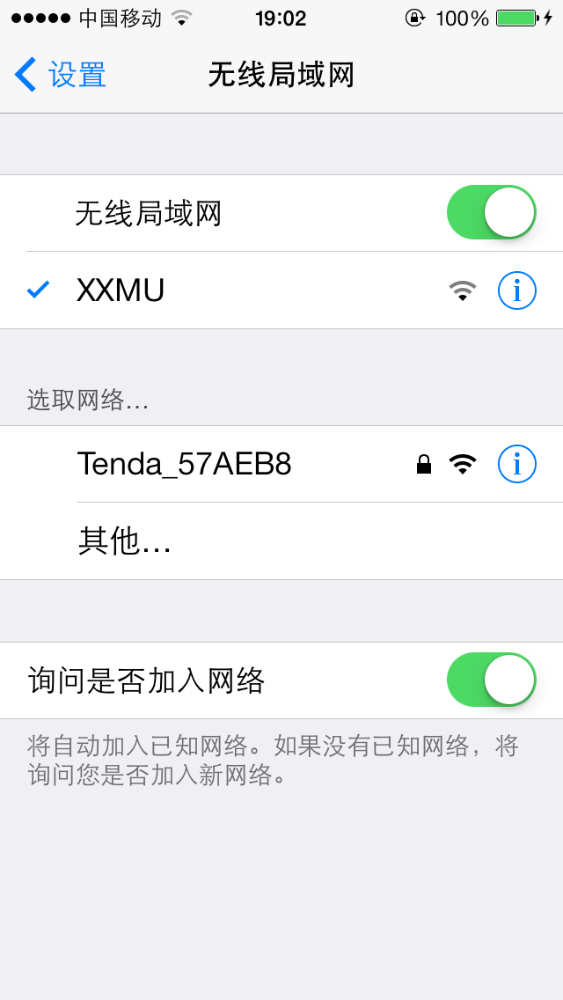 中国移动 19:02 100%
设置 无线局域网
无线局域网
XXMU
选取网络...
Tenda_57AEB8
其他...
询问是否加入网络
将自动加入已知网络。如果没有已知网络，将
询问您是否加入新网络。